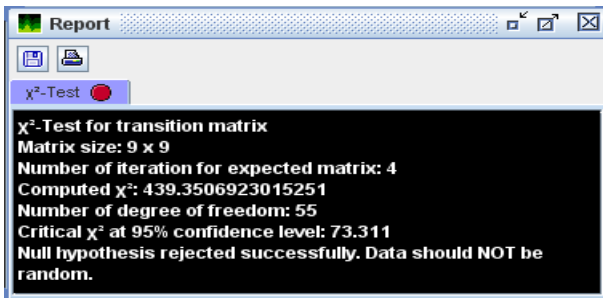 Report
χ²-Test
χ²-Test for transition matrix
Matrix size: 9 x 9
Number of iteration for expected matrix: 4
Computed χ²: 439.3506923015251
Number of degree of freedom: 55
Critical χ² at 95% confidence level: 73.311
Null hypothesis rejected successfully. Data should NOT be
random.